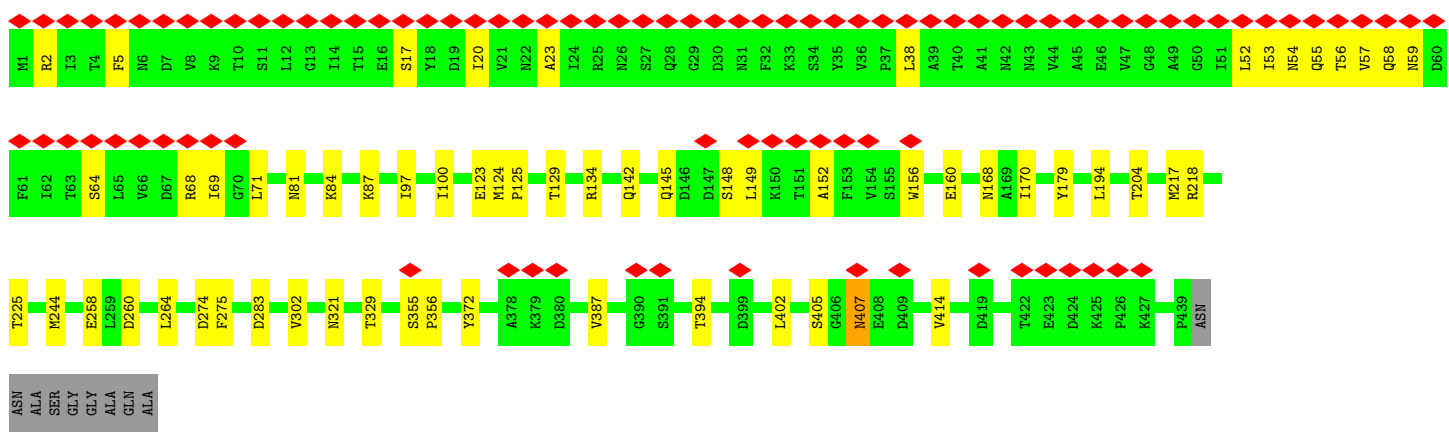 M1 R2 I3 T4 F5 N6 D7 V8 K9 T10 S11 L12 G13 I14 T15 E16 S17 Y18 D19 I20 V21 N22 A23 I24 R25 N26 S27 Q28 G29 D30 N31 F32 K33 S34 Y35 V36 P37 L38 A39 T40 A41 N42 N43 V44 A45 E46 V47 G48 A49 G50 I51 L52 I53 N54 Q55 T56 V57 Q58 N59 D60
F61 I62 T63 S64 L65 V66 D67 R68 I69 G70 L71 N81 K84 K87 I97 I100 E123 M124 P125 T129 R134 Q142 Q145 D146 D147 S148 L149 K150 T151 A152 F153 V154 S155 W156 E160 N168 A169 I170 Y179 L194 T204 M217 R218
T225 M244 E258 L259 D260 L264 D274 F275 D283 V302 N321 T329 S355 P356 Y372 A378 K379 D380 V387 G390 S391 T394 D399 L402 S405 G406 N407 E408 D409 V414 D419 T422 E423 D424 K425 P426 K427 P439 ASN
ASN ALA SER GLY GLY ALA GLN ALA